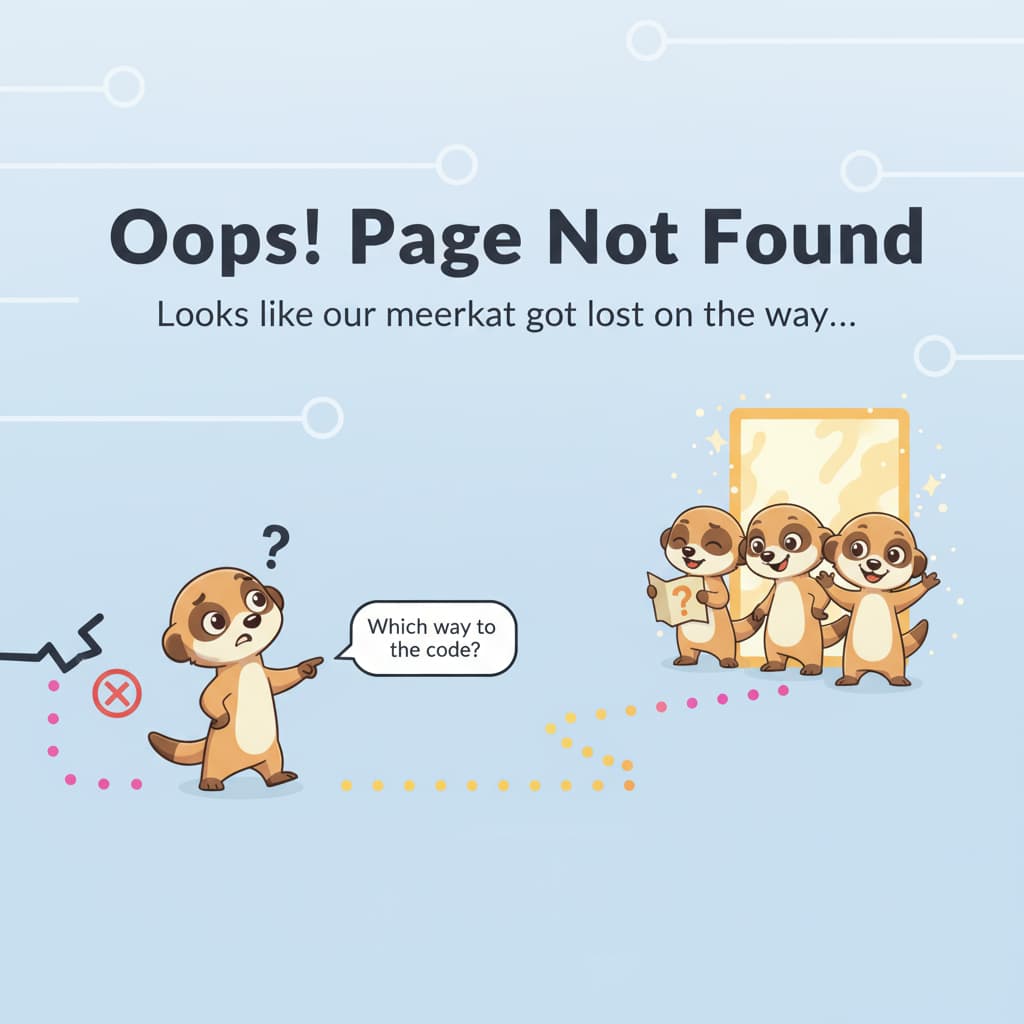 Oops! Page Not Found
Looks like our meerkat got lost on the way...
?
Which way to
the code?
?